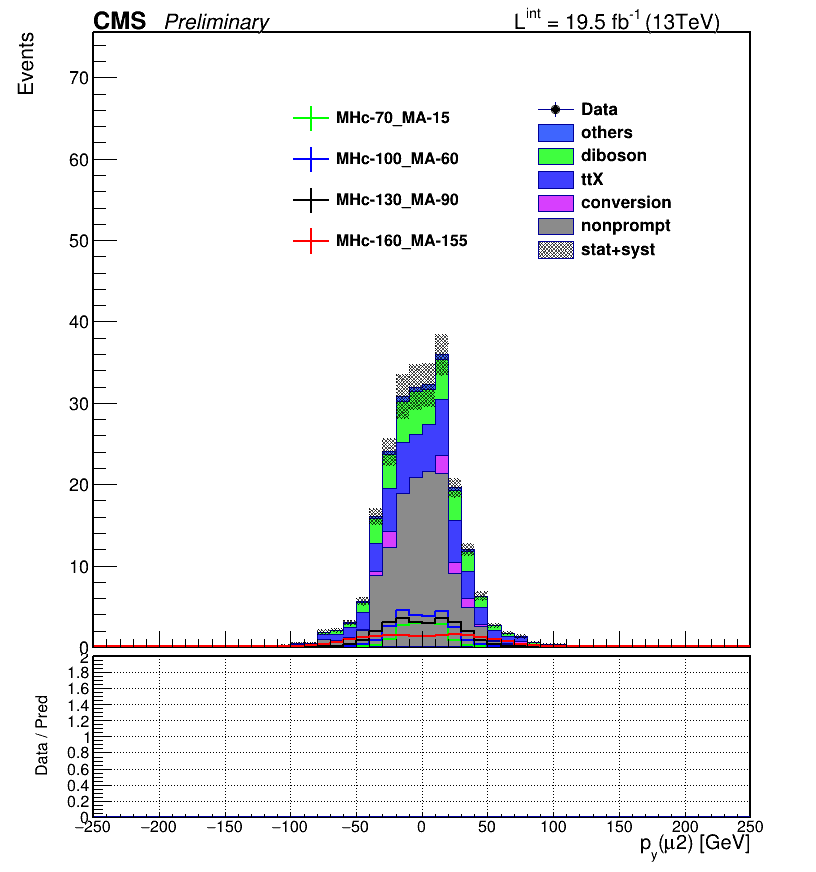 CMS Preliminary
L^int = 19.5 fb^-1 (13TeV)
Events
70
60
50
40
30
20
10
0
MHc-70_MA-15
MHc-100_MA-60
MHc-130_MA-90
MHc-160_MA-155
Data
others
diboson
ttX
conversion
nonprompt
stat+syst
Data / Pred
2
1.8
1.6
1.4
1.2
1
0.8
0.6
0.4
0.2
0
−250 −200 −150 −100 −50 0 50 100 150 200 250
p_y(μ2) [GeV]